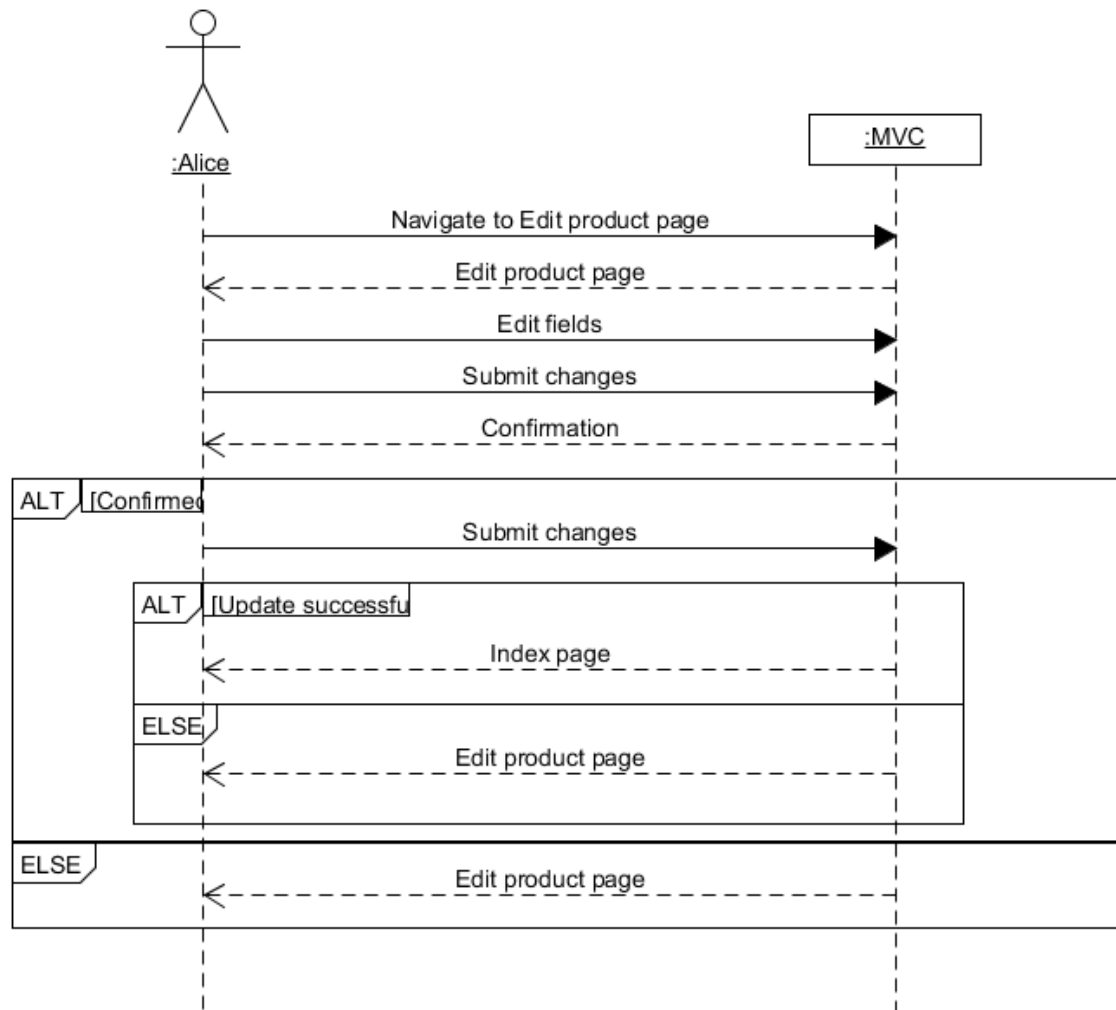 :Alice
:MVC
Navigate to Edit product page
Edit product page
Edit fields
Submit changes
Confirmation
ALT [Confirmed
Submit changes
ALT [Update successfu
Index page
ELSE
Edit product page
ELSE
Edit product page